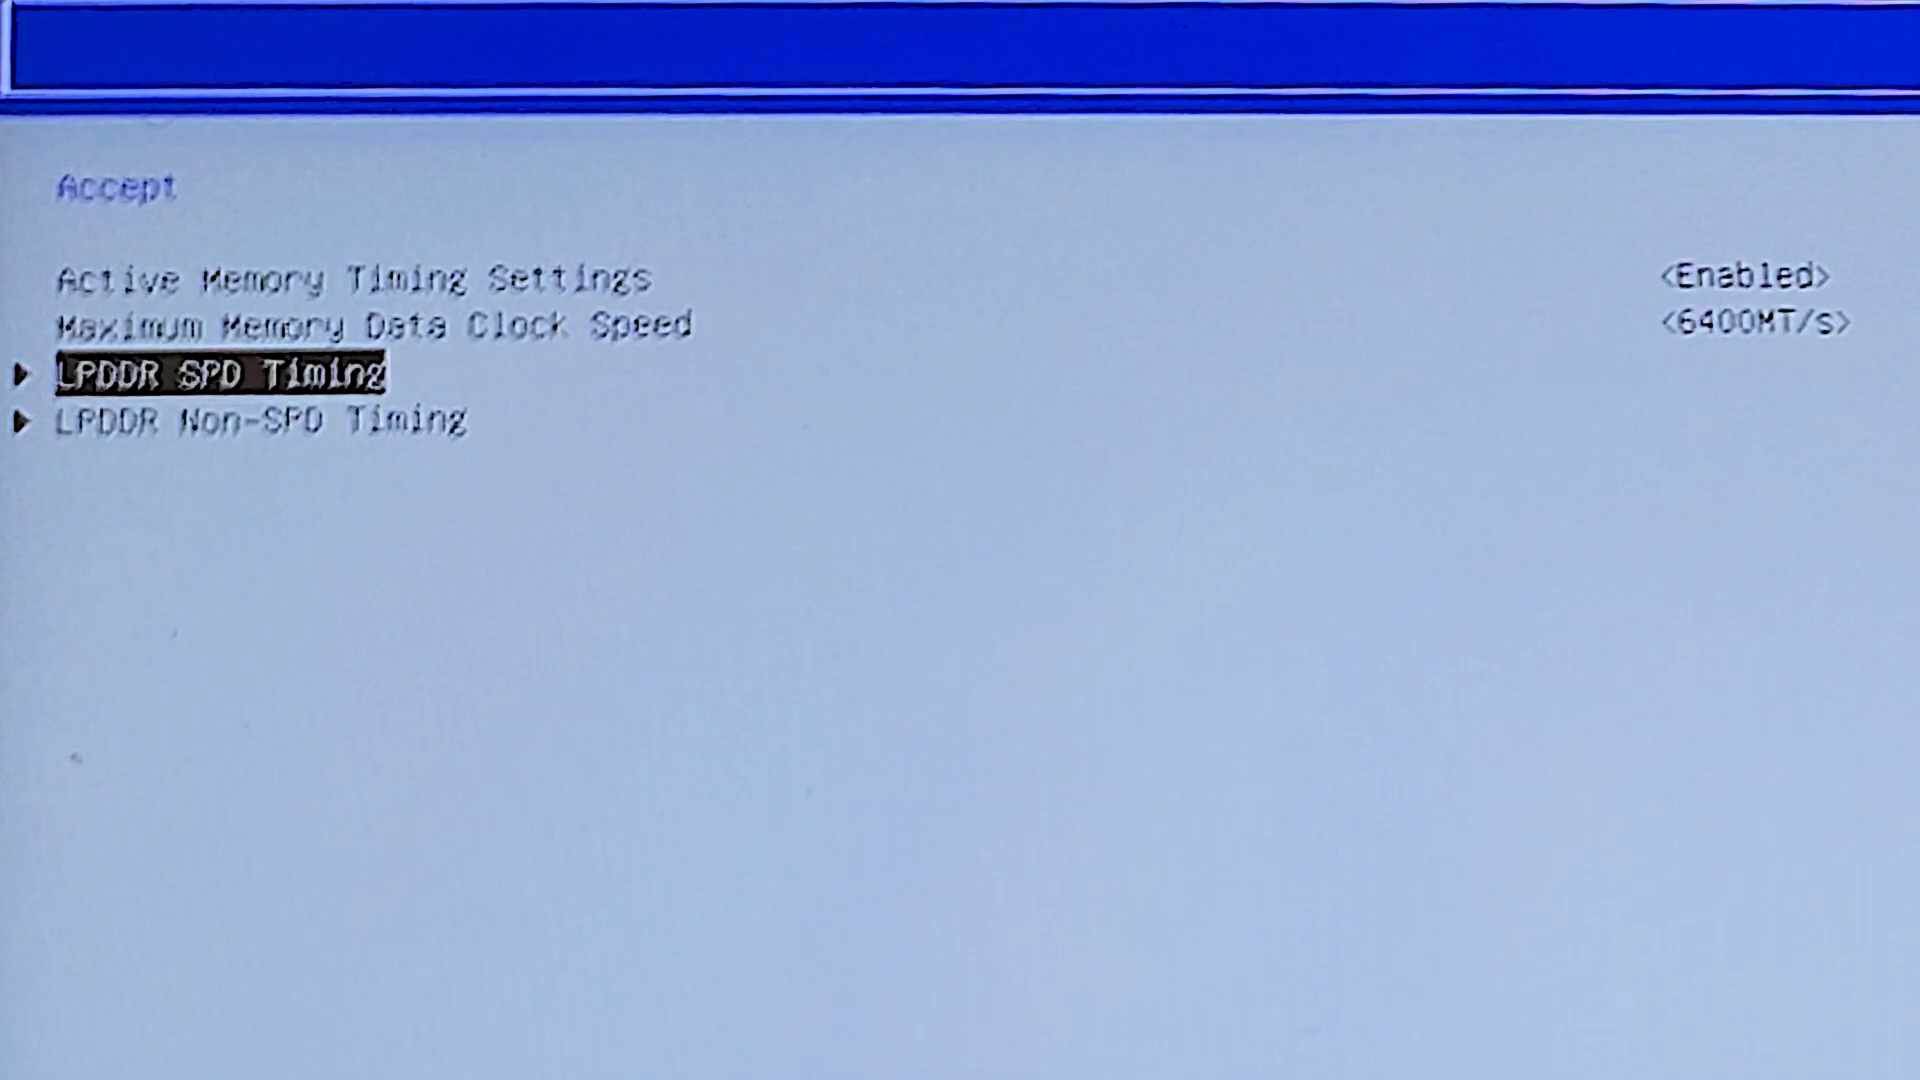 Accept
Active Memory Timing Settings <Enabled>
Maximum Memory Data Clock Speed <6400MT/s>
LPDDR SPD Timing
LPDDR Non-SPD Timing